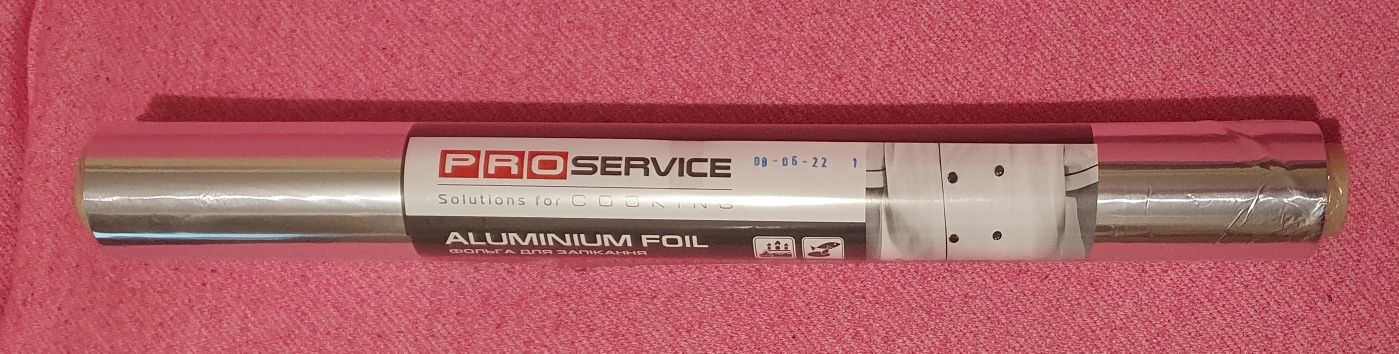 PROSERVICE
08-06-22 1
Solutions for COOKING
ALUMINIUM FOIL
ФОЛЬГА ДЛЯ ЗАПІКАННЯ